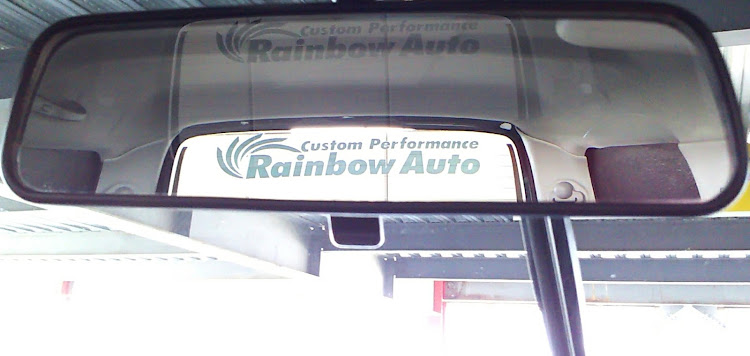 Custom Performance
Rainbow Auto
Custom Performance
Rainbow Auto